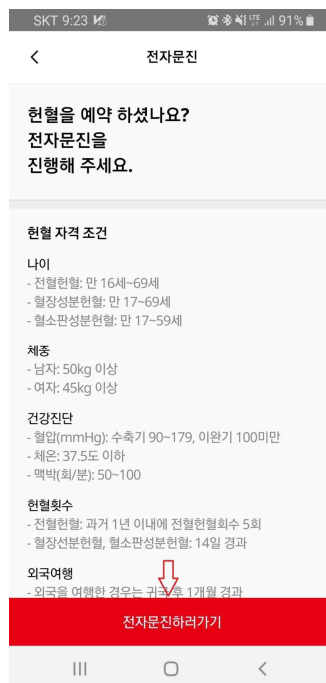 SKT 9:23
LTE 91%
전자문진
헌혈을 예약 하셨나요?
전자문진을
진행해 주세요.
헌혈 자격 조건
나이
- 전혈헌혈: 만 16세~69세
- 혈장성분헌혈: 만 17~69세
- 혈소판성분헌혈: 만 17~59세
체중
- 남자: 50kg 이상
- 여자: 45kg 이상
건강진단
- 혈압(mmHg): 수축기 90~179, 이완기 100미만
- 체온: 37.5도 이하
- 맥박(회/분): 50~100
헌혈횟수
- 전혈헌혈: 과거 1년 이내에 전혈헌혈회수 5회
- 혈장선분헌혈, 혈소판성분헌혈: 14일 경과
외국여행
- 외국을 여행한 경우는 귀국 후 1개월 경과
전자문진하러가기